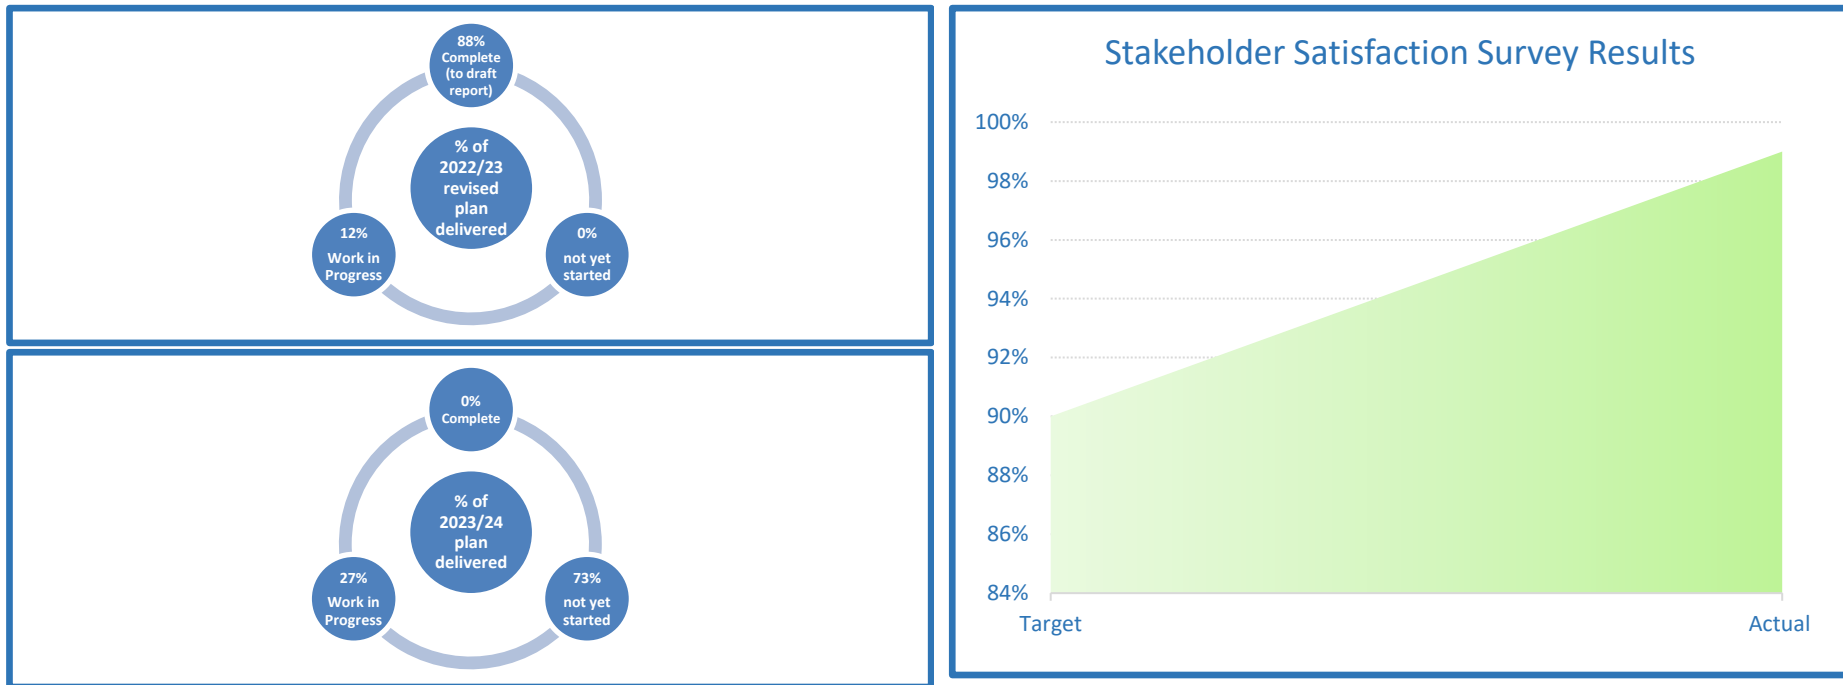 88%
Complete
(to draft
report)
% of
2022/23
revised
plan
delivered
12%
Work in
Progress
0%
not yet
started
0%
Complete
% of
2023/24
plan
delivered
27%
Work in
Progress
73%
not yet
started
Stakeholder Satisfaction Survey Results
100%
98%
96%
94%
92%
90%
88%
86%
84%
Target
Actual